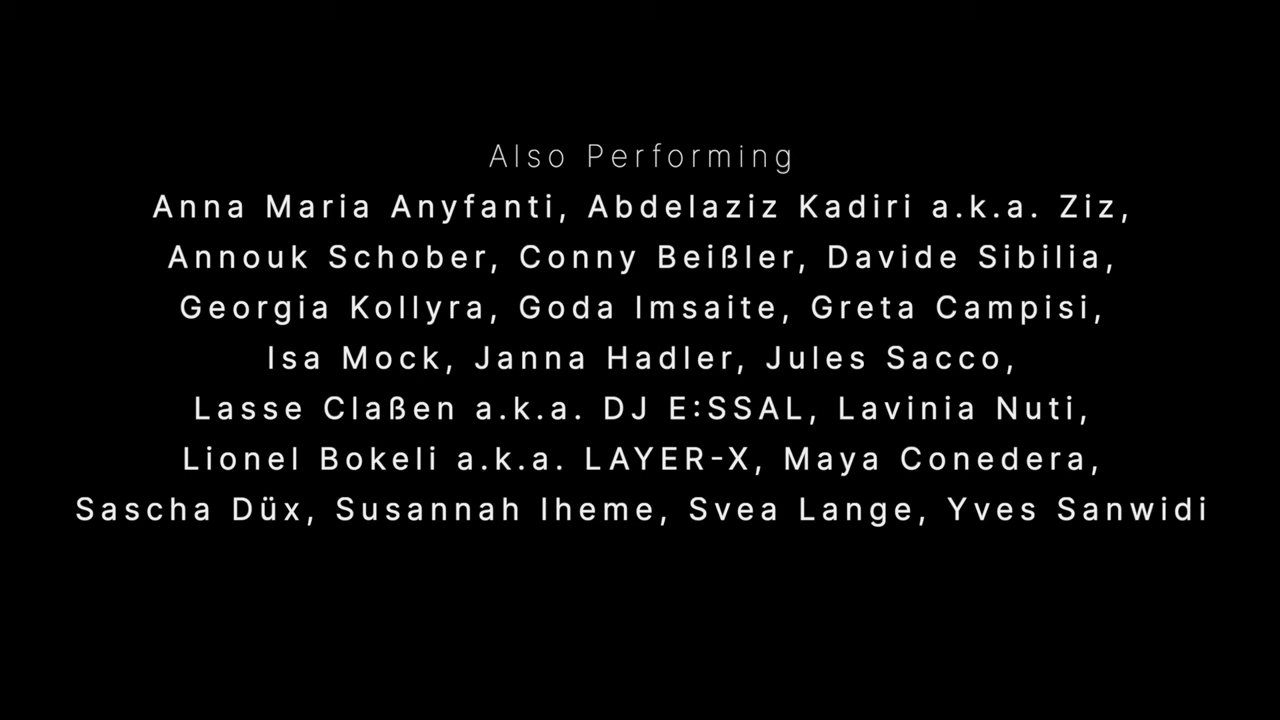 Also Performing
Anna Maria Anyfanti, Abdelaziz Kadiri a.k.a. Ziz,
Annouk Schober, Conny Beißler, Davide Sibilia,
Georgia Kollyra, Goda Imsaite, Greta Campisi,
Isa Mock, Janna Hadler, Jules Sacco,
Lasse Claßen a.k.a. DJ E:SSAL, Lavinia Nuti,
Lionel Bokeli a.k.a. LAYER-X, Maya Conedera,
Sascha Düx, Susannah Iheme, Svea Lange, Yves Sanwidi